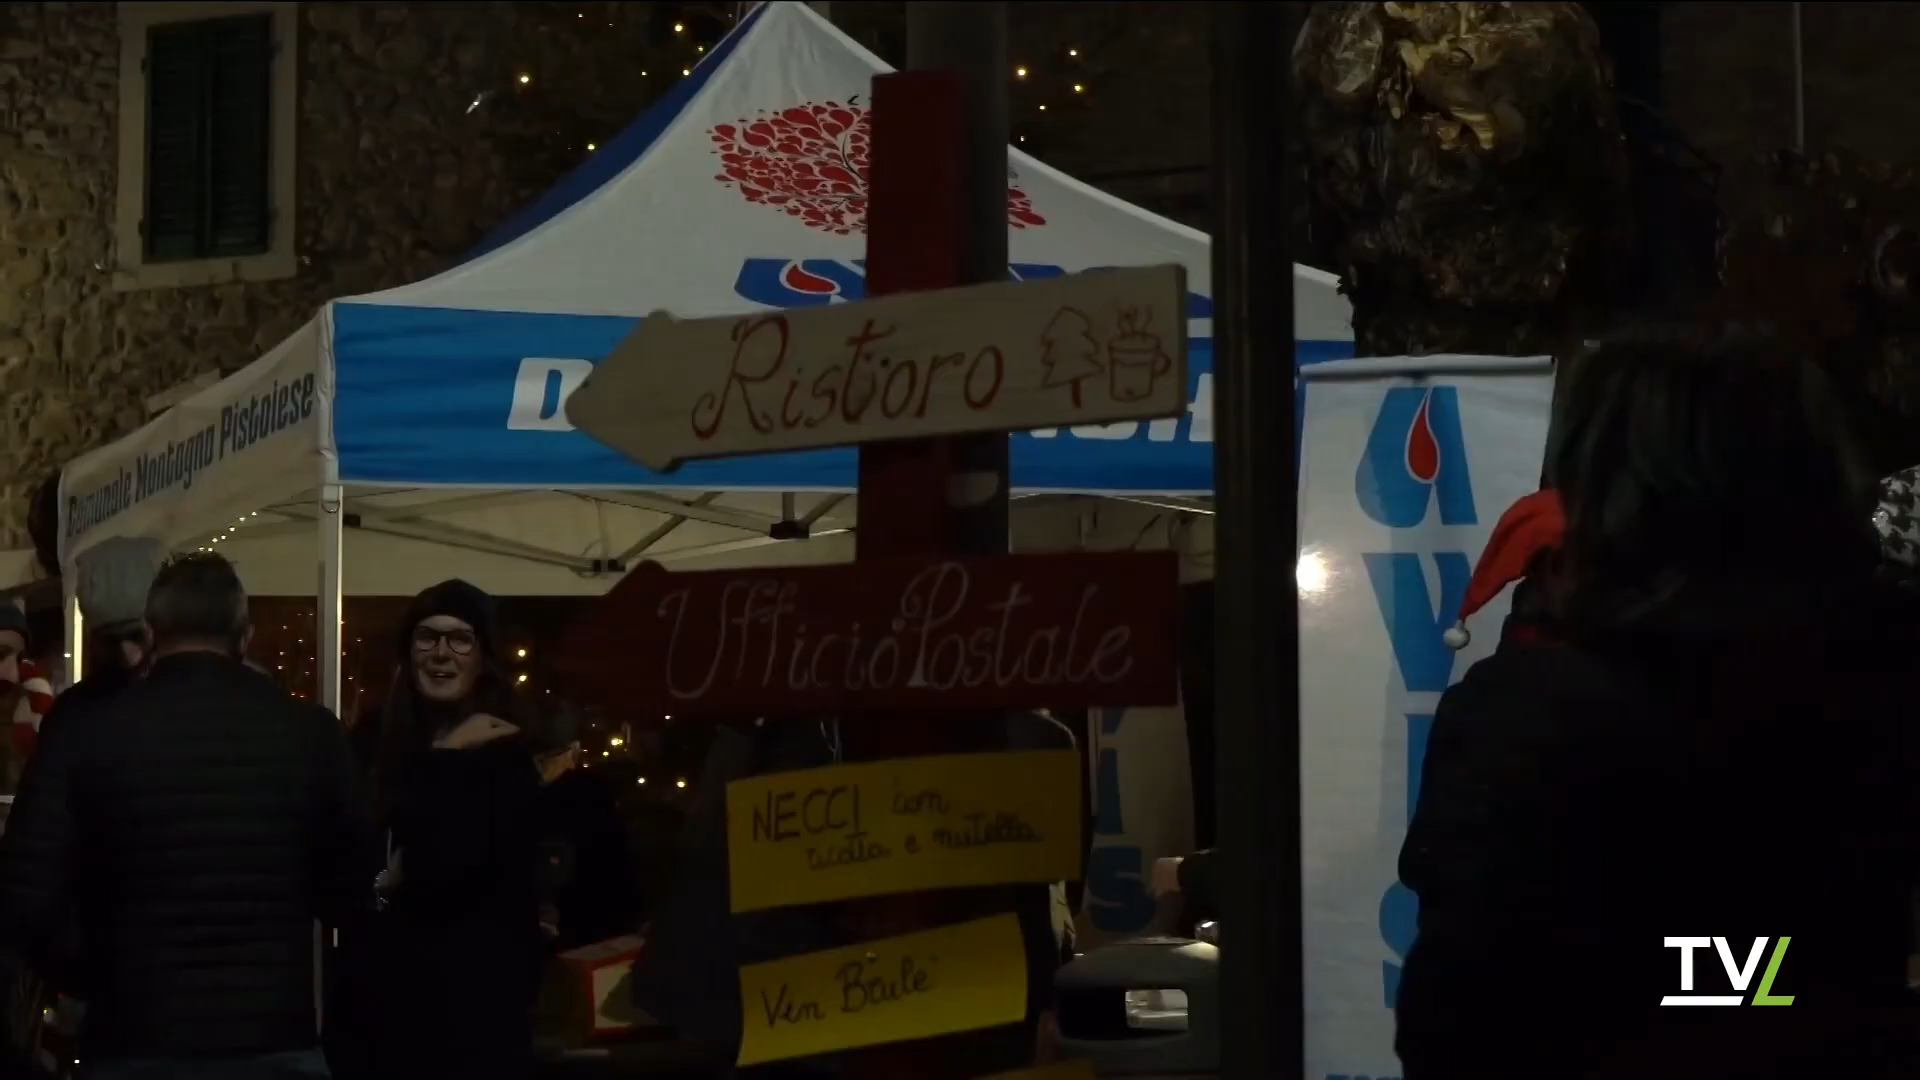 Comunale Montagna Pistoiese
D
Ristoro
Ufficio Postale
NECCI con
ricotta e nutella
Vin Brulè
AVIS
TVL